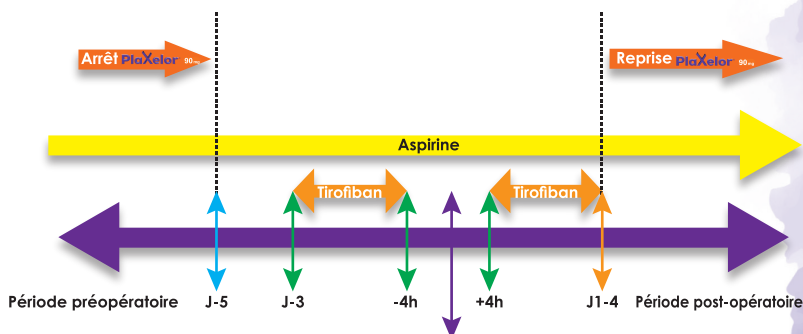 Arrêt PlaXelor 90mg
Reprise PlaXelor 90mg
Aspirine
Tirofiban
Tirofiban
Période préopératoire J-5 J-3 -4h +4h J1-4 Période post-opératoire